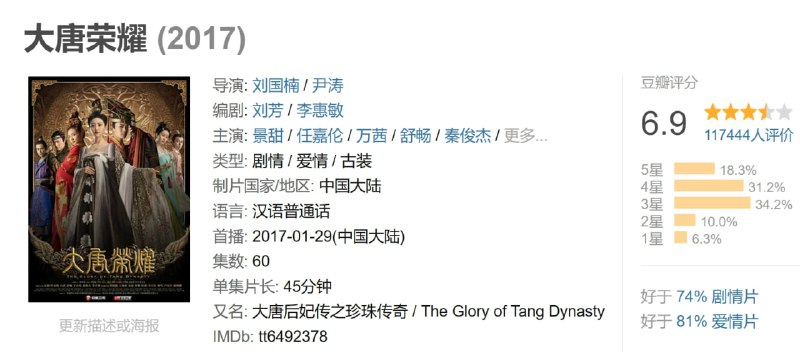 大唐荣耀 (2017)
导演: 刘国楠 / 尹涛
编剧: 刘芳 / 李惠敏
主演: 景甜 / 任嘉伦 / 万茜 / 舒畅 / 秦俊杰 / 更多...
类型: 剧情 / 爱情 / 古装
制片国家/地区: 中国大陆
语言: 汉语普通话
首播: 2017-01-29(中国大陆)
集数: 60
单集片长: 45分钟
又名: 大唐后妃传之珍珠传奇 / The Glory of Tang Dynasty
IMDb: tt6492378
大唐榮耀
THE GLORY OF TANG DYNASTY
更新描述或海报
豆瓣评分
6.9
117444人评价
5星 18.3%
4星 31.2%
3星 34.2%
2星 10.0%
1星 6.3%
好于 74% 剧情片
好于 81% 爱情片